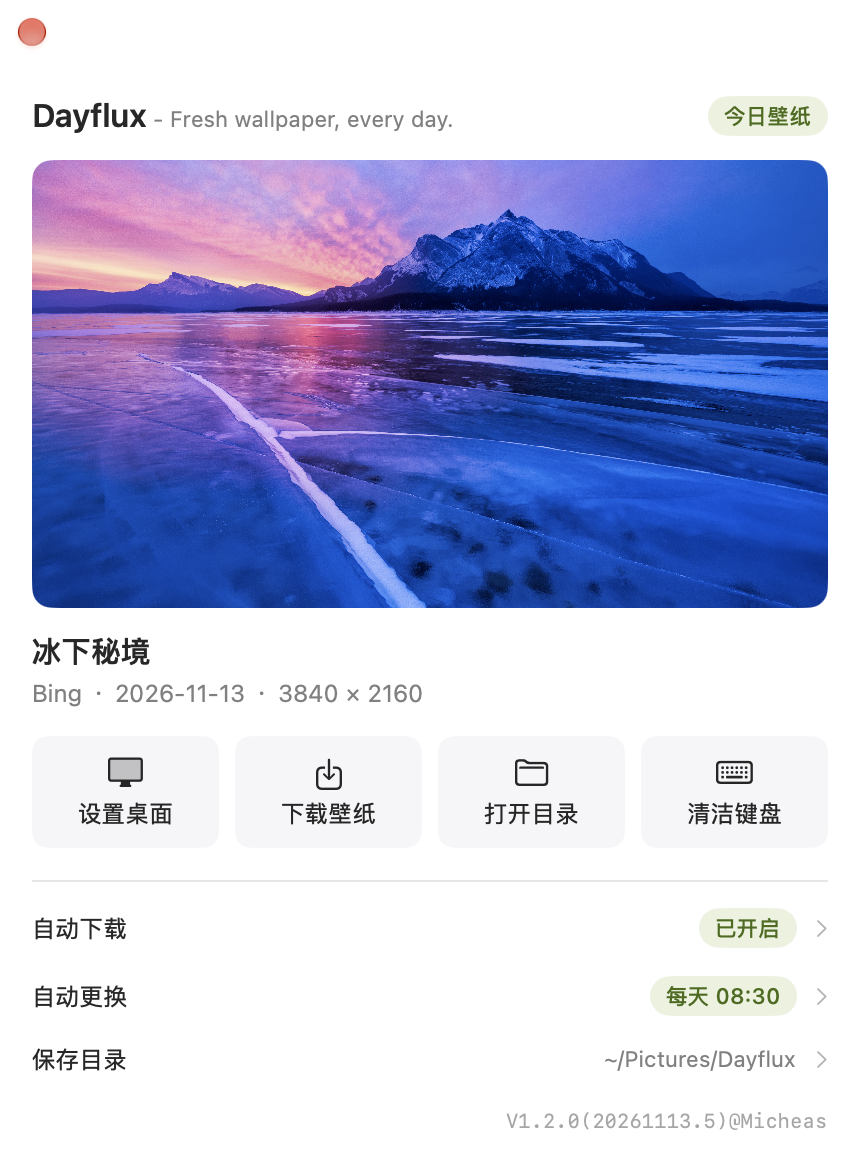 Dayflux - Fresh wallpaper, every day.
今日壁纸
冰下秘境
Bing · 2026-11-13 · 3840 × 2160
设置桌面
下载壁纸
打开目录
清洁键盘
自动下载
已开启
自动更换
每天 08:30
保存目录
~/Pictures/Dayflux
V1.2.0(20261113.5)@Micheas